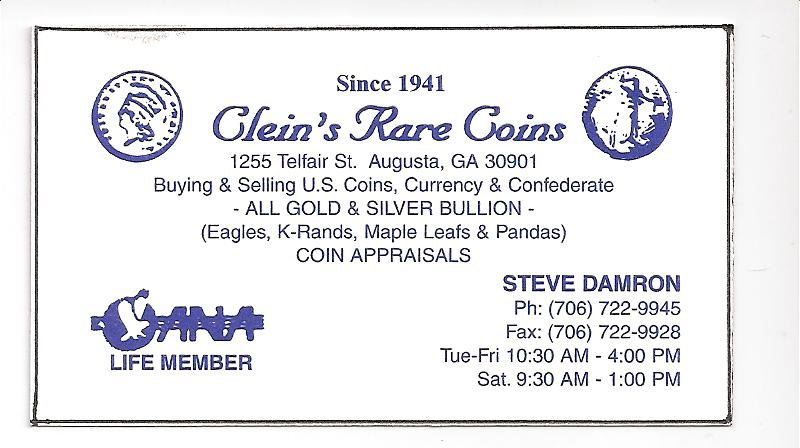 Since 1941
Clein's Rare Coins
1255 Telfair St. Augusta, GA 30901
Buying & Selling U.S. Coins, Currency & Confederate
- ALL GOLD & SILVER BULLION -
(Eagles, K-Rands, Maple Leafs & Pandas)
COIN APPRAISALS
ANA
LIFE MEMBER
STEVE DAMRON
Ph: (706) 722-9945
Fax: (706) 722-9928
Tue-Fri 10:30 AM - 4:00 PM
Sat. 9:30 AM - 1:00 PM